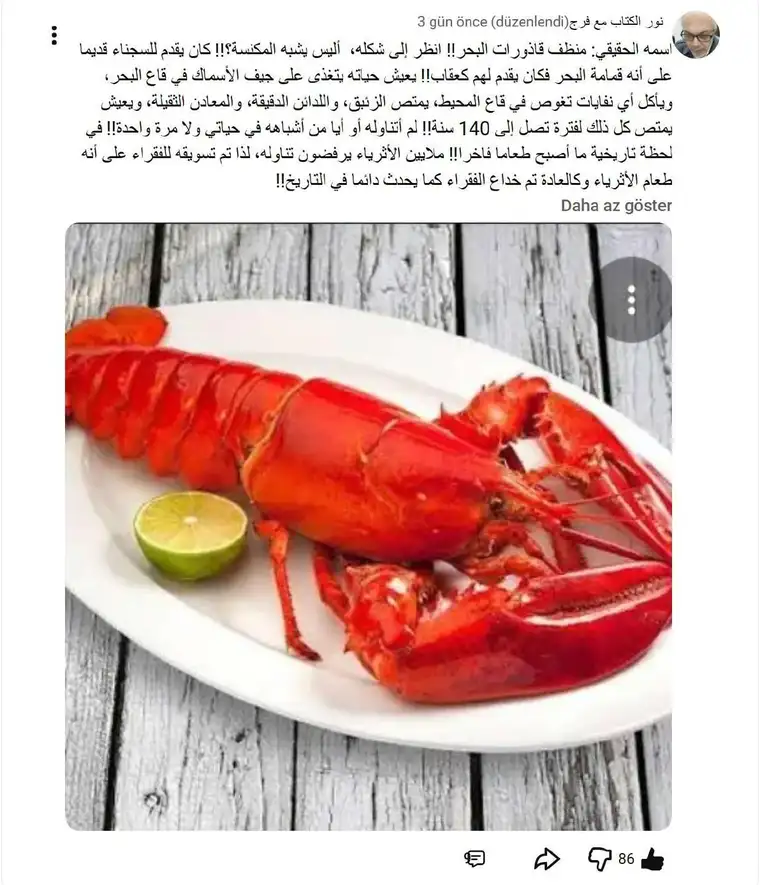 نور الكتاب مع فرج(düzenlendi) 3 gün önce
اسمه الحقيقي: منظف قاذورات البحر!! انظر إلى شكله، أليس يشبه المكنسة؟!! كان يقدم للسجناء قديما
على أنه قمامة البحر فكان يقدم لهم كعقاب!! يعيش حياته يتغذى على جيف الأسماك في قاع البحر،
ويأكل أي نفايات تغوص في قاع المحيط، يمتص الزئبق، واللدائن الدقيقة، والمعادن الثقيلة، ويعيش
يمتص كل ذلك لفترة تصل إلى 140 سنة!! لم أتناوله أو أيا من أشباهه في حياتي ولا مرة واحدة!! في
لحظة تاريخية ما أصبح طعاما فاخرا!! ملايين الأثرياء يرفضون تناوله، لذا تم تسويقه للفقراء على أنه
طعام الأثرياء وكالعادة تم خداع الفقراء كما يحدث دائما في التاريخ!!
Daha az göster
86